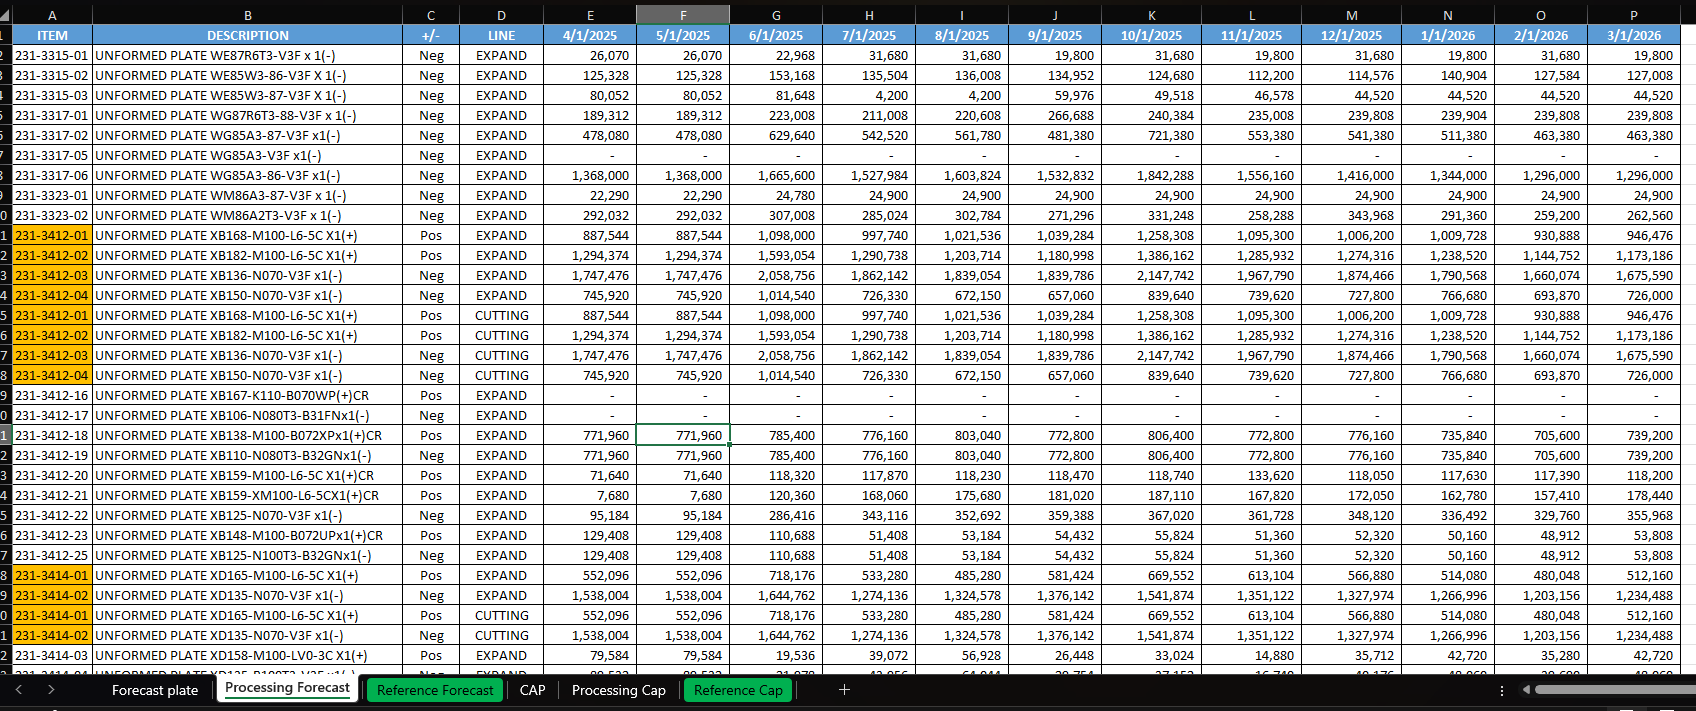 A B C D E F G H I J K L M N O P
1 ITEM DESCRIPTION +/- LINE 4/1/2025 5/1/2025 6/1/2025 7/1/2025 8/1/2025 9/1/2025 10/1/2025 11/1/2025 12/1/2025 1/1/2026 2/1/2026 3/1/2026
2 231-3315-01 UNFORMED PLATE WE87R6T3-V3F x 1(-) Neg EXPAND 26,070 26,070 22,968 31,680 31,680 19,800 31,680 19,800 31,680 19,800 31,680 19,800
3 231-3315-02 UNFORMED PLATE WE85W3-86-V3F X 1(-) Neg EXPAND 125,328 125,328 153,168 135,504 136,008 134,952 124,680 112,200 114,576 140,904 127,584 127,008
4 231-3315-03 UNFORMED PLATE WE85W3-87-V3F X 1(-) Neg EXPAND 80,052 80,052 81,648 4,200 4,200 59,976 49,518 46,578 44,520 44,520 44,520 44,520
5 231-3317-01 UNFORMED PLATE WG87R6T3-88-V3F x 1(-) Neg EXPAND 189,312 189,312 223,008 211,008 220,608 266,688 240,384 235,008 239,808 239,904 239,808 239,808
6 231-3317-02 UNFORMED PLATE WG85A3-87-V3F x1(-) Neg EXPAND 478,080 478,080 629,640 542,520 561,780 481,380 721,380 553,380 541,380 511,380 463,380 463,380
7 231-3317-05 UNFORMED PLATE WG85A3-V3F x1(-) Neg EXPAND - - - - - - - - - - - -
8 231-3317-06 UNFORMED PLATE WG85A3-86-V3F x1(-) Neg EXPAND 1,368,000 1,368,000 1,665,600 1,527,984 1,603,824 1,532,832 1,842,288 1,556,160 1,416,000 1,344,000 1,296,000 1,296,000
9 231-3323-01 UNFORMED PLATE WM86A3-87-V3F x 1(-) Neg EXPAND 22,290 22,290 24,780 24,900 24,900 24,900 24,900 24,900 24,900 24,900 24,900 24,900
0 231-3323-02 UNFORMED PLATE WM86A2T3-V3F x 1(-) Neg EXPAND 292,032 292,032 307,008 285,024 302,784 271,296 331,248 258,288 343,968 291,360 259,200 262,560
1 231-3412-01 UNFORMED PLATE XB168-M100-L6-5C X1(+) Pos EXPAND 887,544 887,544 1,098,000 997,740 1,021,536 1,039,284 1,258,308 1,095,300 1,006,200 1,009,728 930,888 946,476
2 231-3412-02 UNFORMED PLATE XB182-M100-L6-5C X1(+) Pos EXPAND 1,294,374 1,294,374 1,593,054 1,290,738 1,203,714 1,180,998 1,386,162 1,285,932 1,274,316 1,238,520 1,144,752 1,173,186
3 231-3412-03 UNFORMED PLATE XB136-N070-V3F x1(-) Neg EXPAND 1,747,476 1,747,476 2,058,756 1,862,142 1,839,054 1,839,786 2,147,742 1,967,790 1,874,466 1,790,568 1,660,074 1,675,590
4 231-3412-04 UNFORMED PLATE XB150-N070-V3F x1(-) Neg EXPAND 745,920 745,920 1,014,540 726,330 672,150 657,060 839,640 739,620 727,800 766,680 693,870 726,000
5 231-3412-01 UNFORMED PLATE XB168-M100-L6-5C X1(+) Pos CUTTING 887,544 887,544 1,098,000 997,740 1,021,536 1,039,284 1,258,308 1,095,300 1,006,200 1,009,728 930,888 946,476
6 231-3412-02 UNFORMED PLATE XB182-M100-L6-5C X1(+) Pos CUTTING 1,294,374 1,294,374 1,593,054 1,290,738 1,203,714 1,180,998 1,386,162 1,285,932 1,274,316 1,238,520 1,144,752 1,173,186
7 231-3412-03 UNFORMED PLATE XB136-N070-V3F x1(-) Neg CUTTING 1,747,476 1,747,476 2,058,756 1,862,142 1,839,054 1,839,786 2,147,742 1,967,790 1,874,466 1,790,568 1,660,074 1,675,590
8 231-3412-04 UNFORMED PLATE XB150-N070-V3F x1(-) Neg CUTTING 745,920 745,920 1,014,540 726,330 672,150 657,060 839,640 739,620 727,800 766,680 693,870 726,000
9 231-3412-16 UNFORMED PLATE XB167-K110-B070WP(+)CR Pos EXPAND - - - - - - - - - - - -
0 231-3412-17 UNFORMED PLATE XB106-N080T3-B31FNx1(-) Neg EXPAND - - - - - - - - - - - -
1 231-3412-18 UNFORMED PLATE XB138-M100-B072XPx1(+)CR Pos EXPAND 771,960 771,960 785,400 776,160 803,040 772,800 806,400 772,800 776,160 735,840 705,600 739,200
2 231-3412-19 UNFORMED PLATE XB110-N080T3-B32GNx1(-) Neg EXPAND 771,960 771,960 785,400 776,160 803,040 772,800 806,400 772,800 776,160 735,840 705,600 739,200
3 231-3412-20 UNFORMED PLATE XB159-M100-L6-5C X1(+)CR Pos EXPAND 71,640 71,640 118,320 117,870 118,230 118,470 118,740 133,620 118,050 117,630 117,390 118,200
4 231-3412-21 UNFORMED PLATE XB159-XM100-L6-5CX1(+)CR Pos EXPAND 7,680 7,680 120,360 168,060 175,680 181,020 187,110 167,820 172,050 162,780 157,410 178,440
5 231-3412-22 UNFORMED PLATE XB125-N070-V3F x1(-) Neg EXPAND 95,184 95,184 286,416 343,116 352,692 359,388 367,020 361,728 348,120 336,492 329,760 355,968
6 231-3412-23 UNFORMED PLATE XB148-M100-B072UPx1(+)CR Pos EXPAND 129,408 129,408 110,688 51,408 53,184 54,432 55,824 51,360 52,320 50,160 48,912 53,808
7 231-3412-25 UNFORMED PLATE XB125-N100T3-B32GNx1(-) Neg EXPAND 129,408 129,408 110,688 51,408 53,184 54,432 55,824 51,360 52,320 50,160 48,912 53,808
8 231-3414-01 UNFORMED PLATE XD165-M100-L6-5C X1(+) Pos EXPAND 552,096 552,096 718,176 533,280 485,280 581,424 669,552 613,104 566,880 514,080 480,048 512,160
9 231-3414-02 UNFORMED PLATE XD135-N070-V3F x1(-) Neg EXPAND 1,538,004 1,538,004 1,644,762 1,274,136 1,324,578 1,376,142 1,541,874 1,351,122 1,327,974 1,266,996 1,203,156 1,234,488
0 231-3414-01 UNFORMED PLATE XD165-M100-L6-5C X1(+) Pos CUTTING 552,096 552,096 718,176 533,280 485,280 581,424 669,552 613,104 566,880 514,080 480,048 512,160
1 231-3414-02 UNFORMED PLATE XD135-N070-V3F x1(-) Neg CUTTING 1,538,004 1,538,004 1,644,762 1,274,136 1,324,578 1,376,142 1,541,874 1,351,122 1,327,974 1,266,996 1,203,156 1,234,488
2 231-3414-03 UNFORMED PLATE XD158-M100-LV0-3C X1(+) Pos EXPAND 79,584 79,584 19,536 39,072 56,928 26,448 33,024 14,880 35,712 42,720 35,280 42,720
Forecast plate Processing Forecast Reference Forecast CAP Processing Cap Reference Cap +